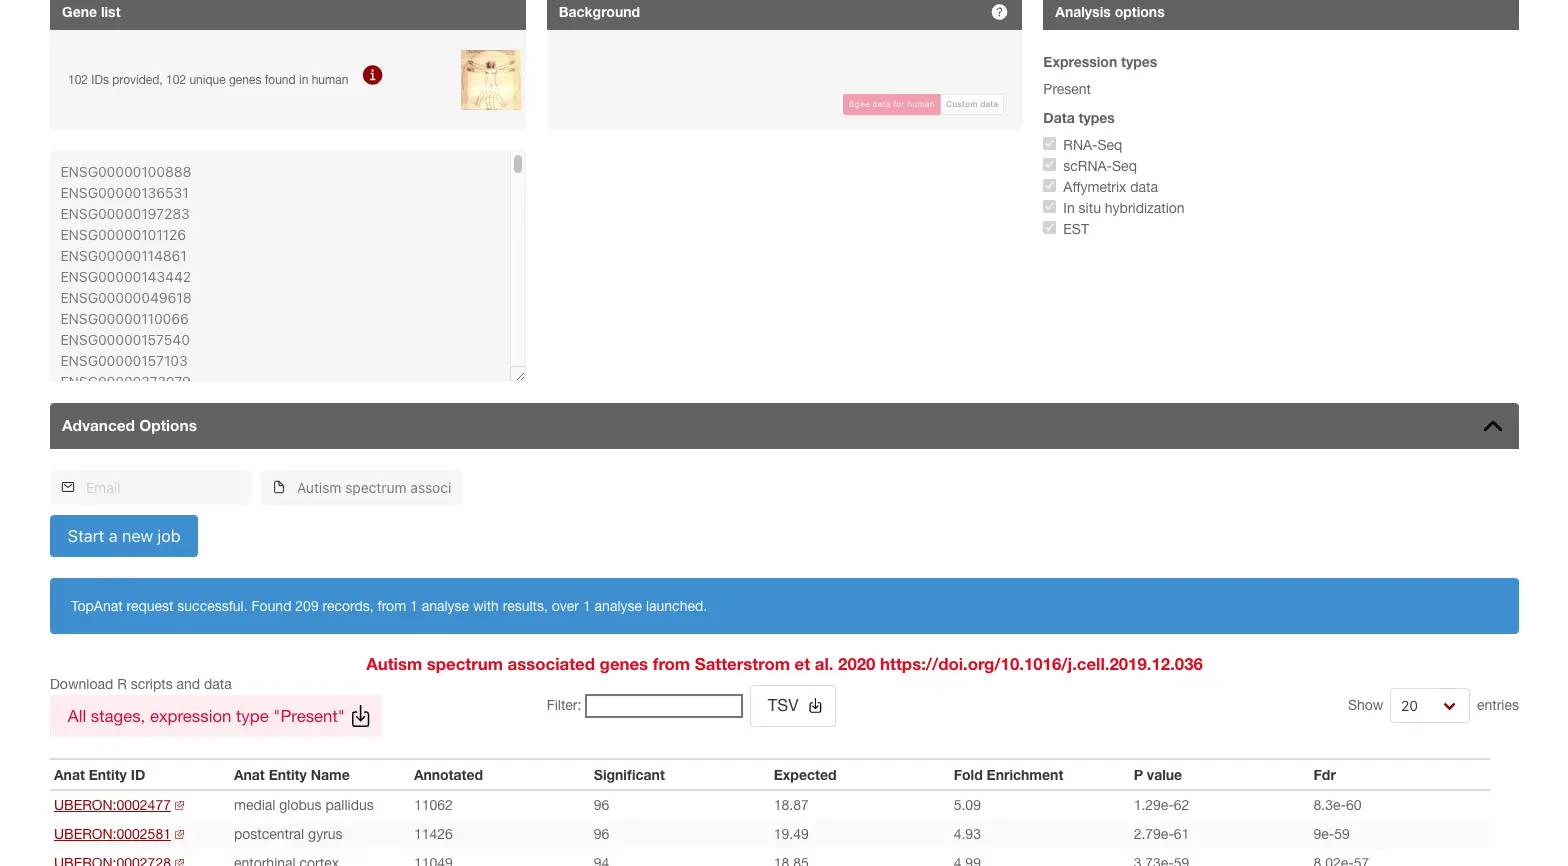 Gene list
102 IDs provided, 102 unique genes found in human
ENSG00000100888
ENSG00000136531
ENSG00000197283
ENSG00000101126
ENSG00000114861
ENSG00000143442
ENSG00000049618
ENSG00000110066
ENSG00000157540
ENSG00000157103
Background ?
Bgee data for human Custom data
Analysis options
Expression types
Present
Data types
RNA-Seq
scRNA-Seq
Affymetrix data
In situ hybridization
EST
Advanced Options
Email Autism spectrum associ
Start a new job
TopAnat request successful. Found 209 records, from 1 analyse with results, over 1 analyse launched.
Autism spectrum associated genes from Satterstrom et al. 2020 https://doi.org/10.1016/j.cell.2019.12.036
Download R scripts and data
All stages, expression type "Present"
Filter: TSV Show 20 entries
Anat Entity ID Anat Entity Name Annotated Significant Expected Fold Enrichment P value Fdr
UBERON:0002477 medial globus pallidus 11062 96 18.87 5.09 1.29e-62 8.3e-60
UBERON:0002581 postcentral gyrus 11426 96 19.49 4.93 2.79e-61 9e-59
UBERON:0002728 entorhinal cortex 11049 94 18.85 4.99 3.73e-59 8.02e-57